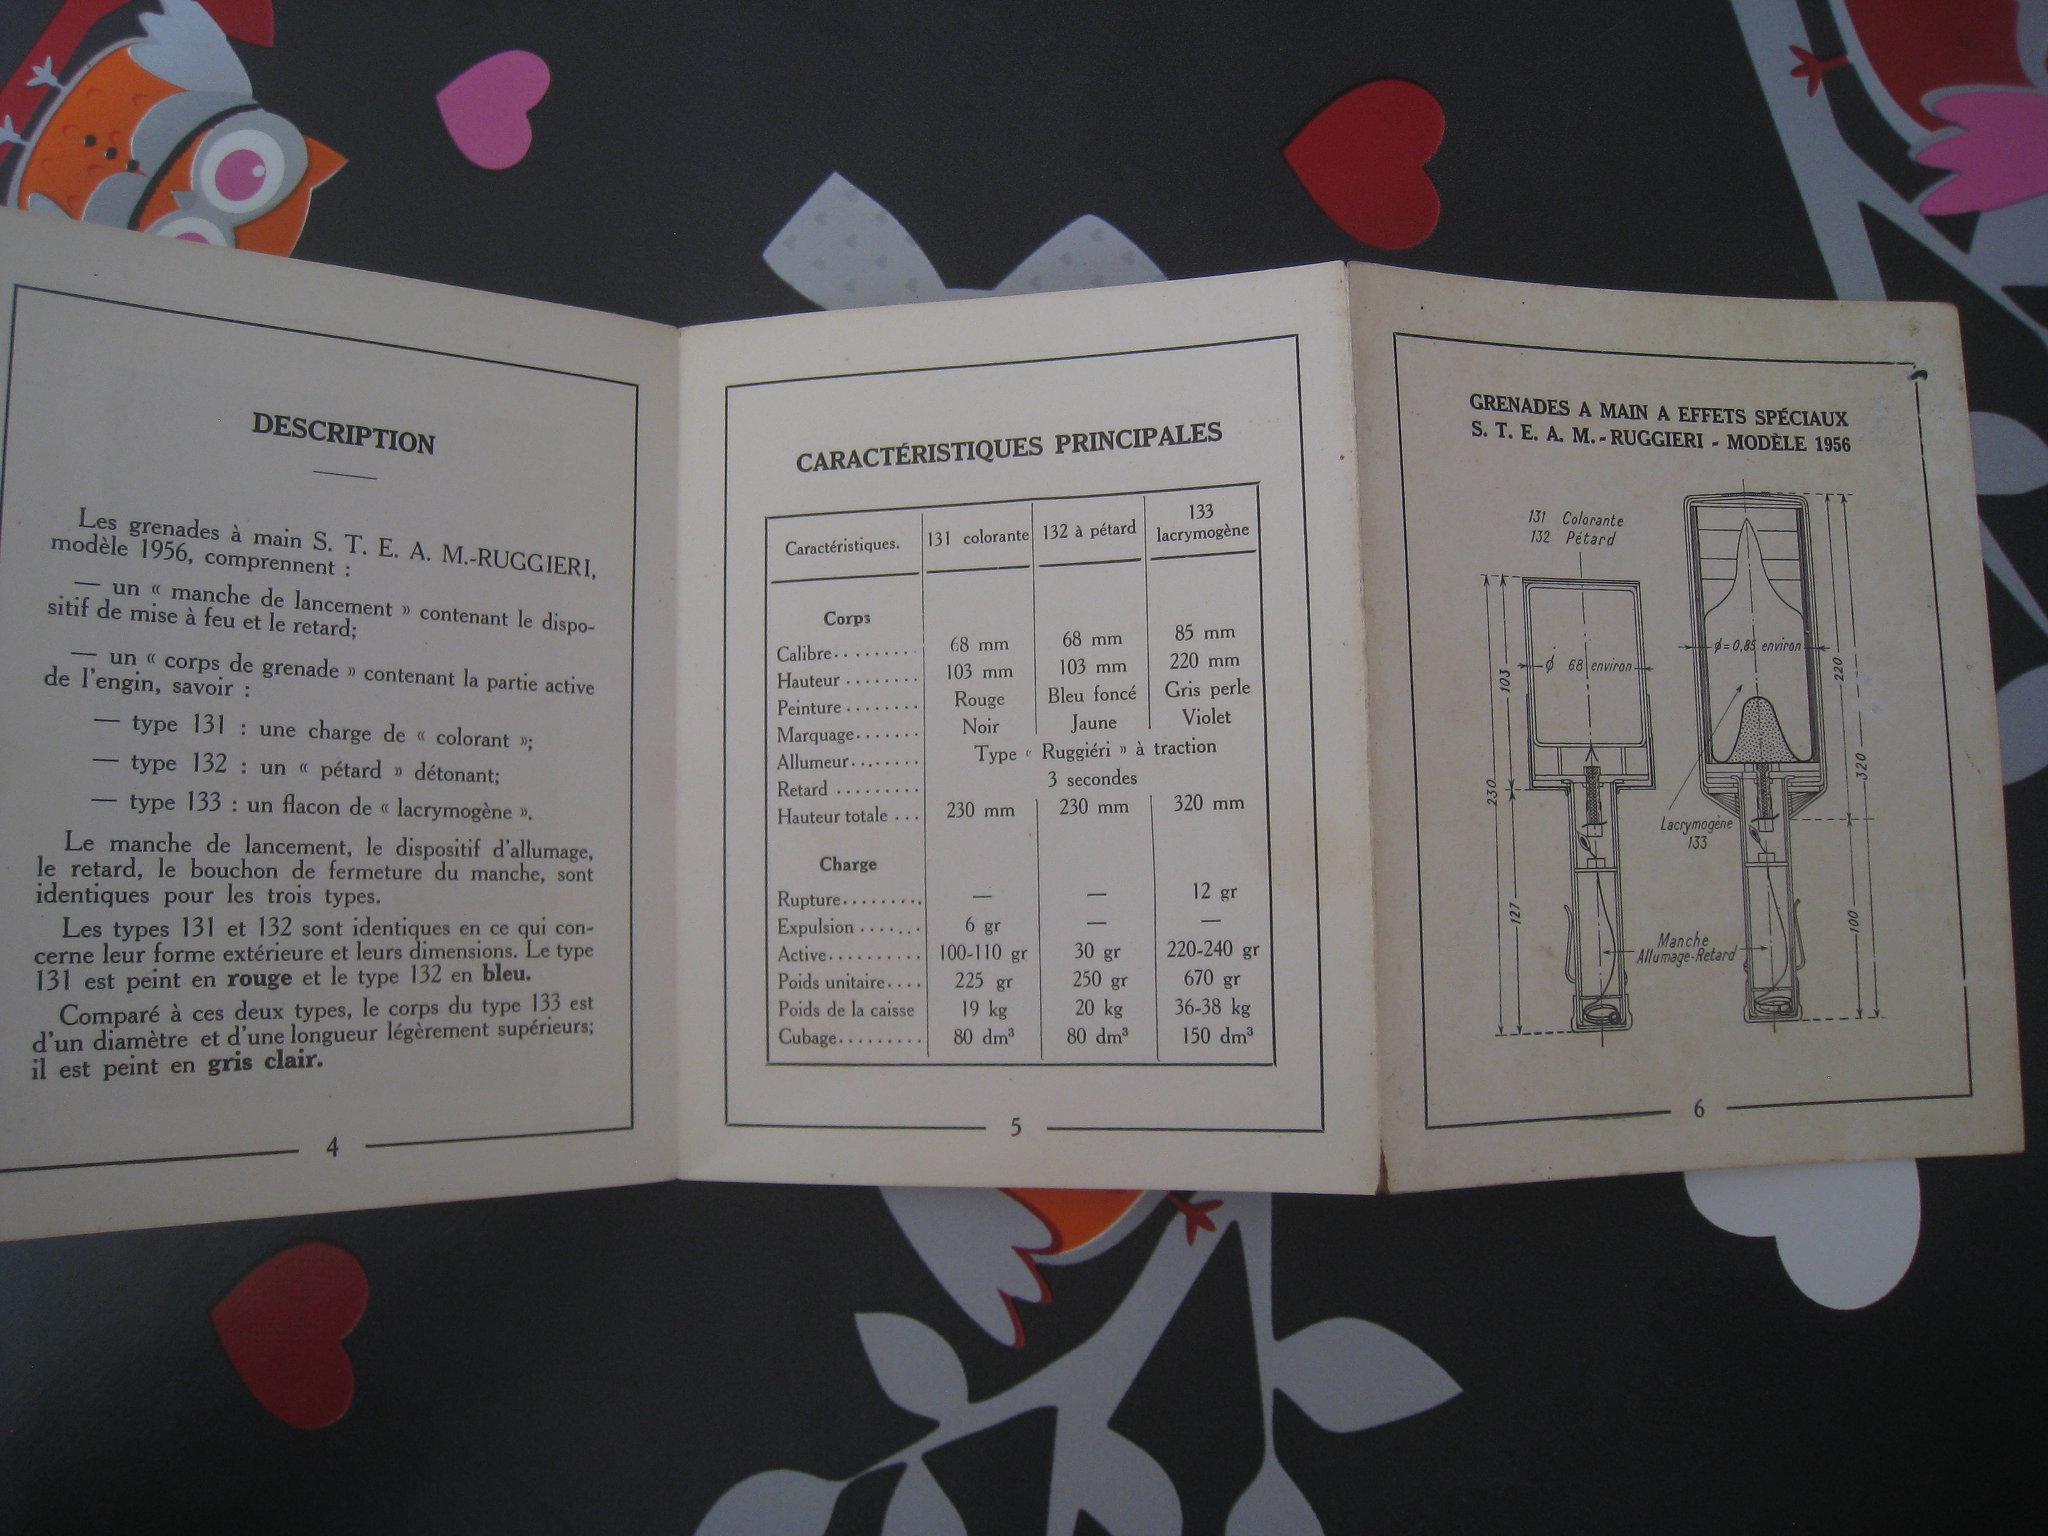 DESCRIPTION
Les grenades à main S. T. E. A. M.-RUGGIERI,
modèle 1956, comprennent :
— un « manche de lancement » contenant le dispo-
sitif de mise à feu et le retard;
— un « corps de grenade » contenant la partie active
de l'engin, savoir :
— type 131 : une charge de « colorant »;
— type 132 : un « pétard » détonant;
— type 133 : un flacon de « lacrymogène ».
Le manche de lancement, le dispositif d'allumage,
le retard, le bouchon de fermeture du manche, sont
identiques pour les trois types.
Les types 131 et 132 sont identiques en ce qui con-
cerne leur forme extérieure et leurs dimensions. Le type
131 est peint en rouge et le type 132 en bleu.
Comparé à ces deux types, le corps du type 133 est
d'un diamètre et d'une longueur légèrement supérieurs;
il est peint en gris clair.
4
CARACTÉRISTIQUES PRINCIPALES
Caractéristiques. 131 colorante 132 à pétard 133 lacrymogène
Corps
Calibre......... 68 mm 68 mm 85 mm
Hauteur ........ 103 mm 103 mm 220 mm
Peinture ........ Rouge Bleu foncé Gris perle
Marquage....... Noir Jaune Violet
Allumeur........ Type « Ruggiéri » à traction
Retard ......... 3 secondes
Hauteur totale ... 230 mm 230 mm 320 mm
Charge
Rupture......... — — 12 gr
Expulsion ....... 6 gr — —
Active.......... 100-110 gr 30 gr 220-240 gr
Poids unitaire.... 225 gr 250 gr 670 gr
Poids de la caisse 19 kg 20 kg 36-38 kg
Cubage......... 80 dm³ 80 dm³ 150 dm³
5
GRENADES A MAIN A EFFETS SPÉCIAUX
S. T. E. A. M.-RUGGIERI - MODÈLE 1956
131 Colorante
132 Pétard
ϕ 68 environ
ϕ=0,85 environ
103
220
230
320
Lacrymogène
133
127
100
Manche
Allumage-Retard
6